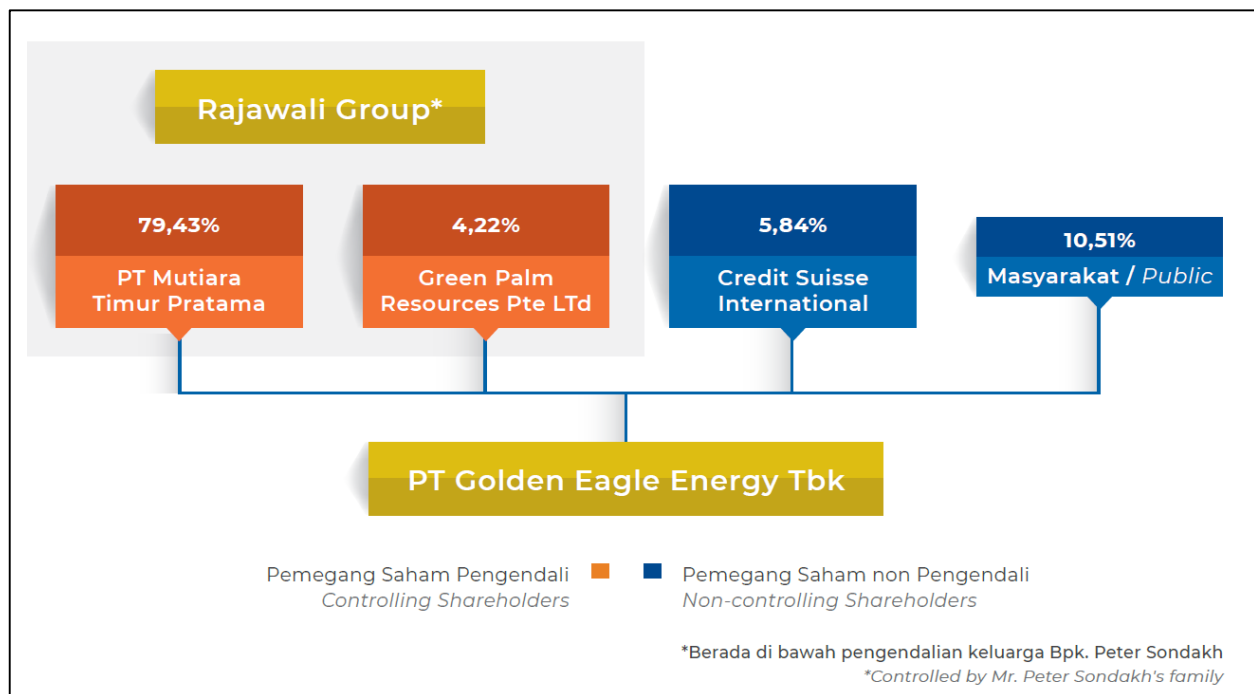 Rajawali Group*
79,43%
PT Mutiara
Timur Pratama
4,22%
Green Palm
Resources Pte LTd
5,84%
Credit Suisse
International
10,51%
Masyarakat / Public
PT Golden Eagle Energy Tbk
Pemegang Saham Pengendali
Controlling Shareholders
Pemegang Saham non Pengendali
Non-controlling Shareholders
*Berada di bawah pengendalian keluarga Bpk. Peter Sondakh
*Controlled by Mr. Peter Sondakh's family